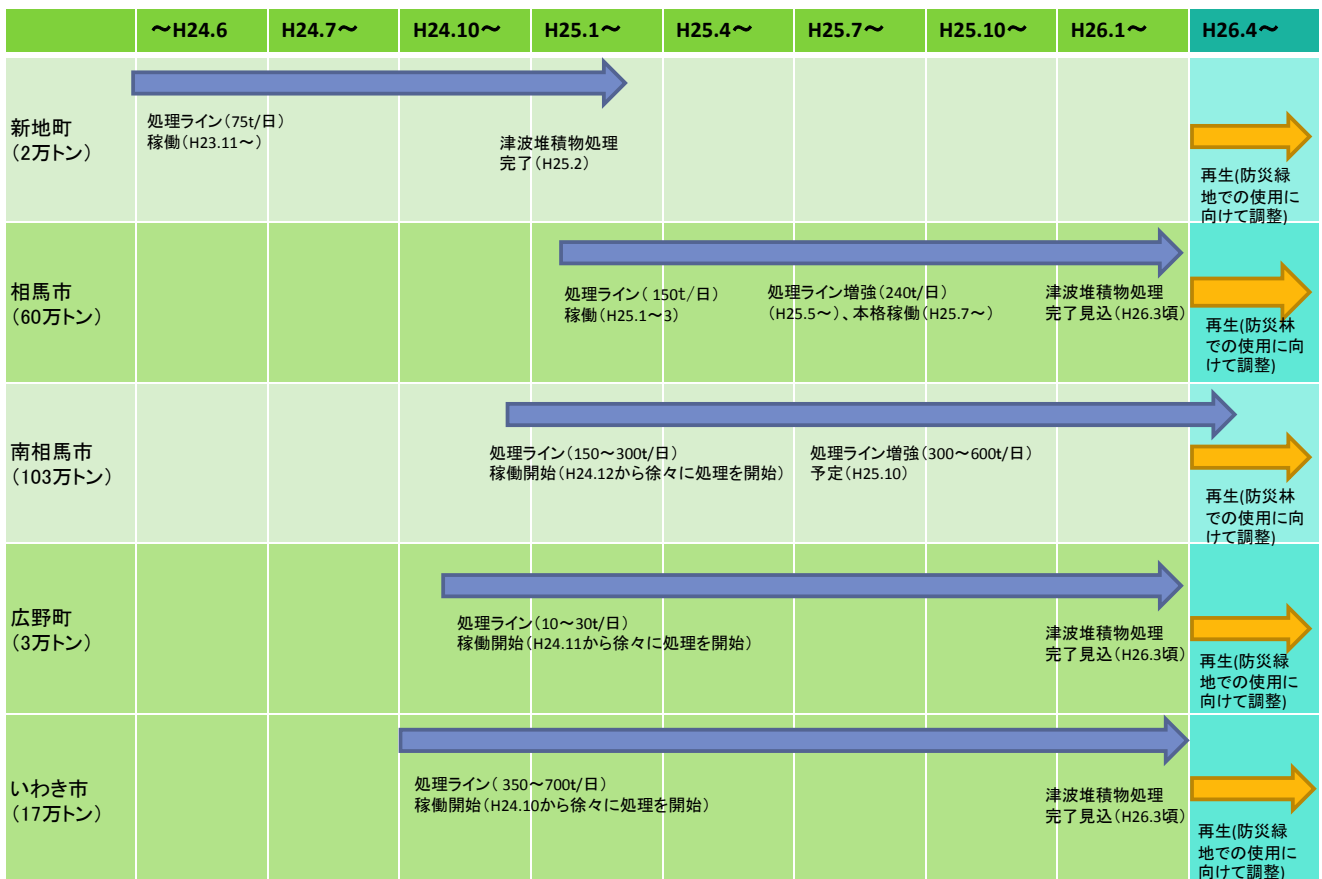 ～H24.6 H24.7～ H24.10～ H25.1～ H25.4～ H25.7～ H25.10～ H26.1～ H26.4～
新地町
（2万トン）
処理ライン（75t/日）
稼働（H23.11～）
津波堆積物処理
完了（H25.2）
再生(防災緑
地での使用に
向けて調整)
相馬市
（60万トン）
処理ライン（ 150t/日）
稼働（H25.1～3）
処理ライン増強（240t/日）
（H25.5～）、本格稼働（H25.7～）
津波堆積物処理
完了見込（H26.3頃）
再生(防災林
での使用に向
けて調整)
南相馬市
（103万トン）
処理ライン（150～300t/日）
稼働開始（H24.12から徐々に処理を開始）
処理ライン増強（300～600t/日）
予定（H25.10）
再生(防災林
での使用に向
けて調整)
広野町
（3万トン）
処理ライン（10～30t/日）
稼働開始（H24.11から徐々に処理を開始）
津波堆積物処理
完了見込（H26.3頃）
再生(防災緑
地での使用に
向けて調整)
いわき市
（17万トン）
処理ライン（ 350～700t/日）
稼働開始（H24.10から徐々に処理を開始）
津波堆積物処理
完了見込（H26.3頃）
再生(防災緑
地での使用に
向けて調整)